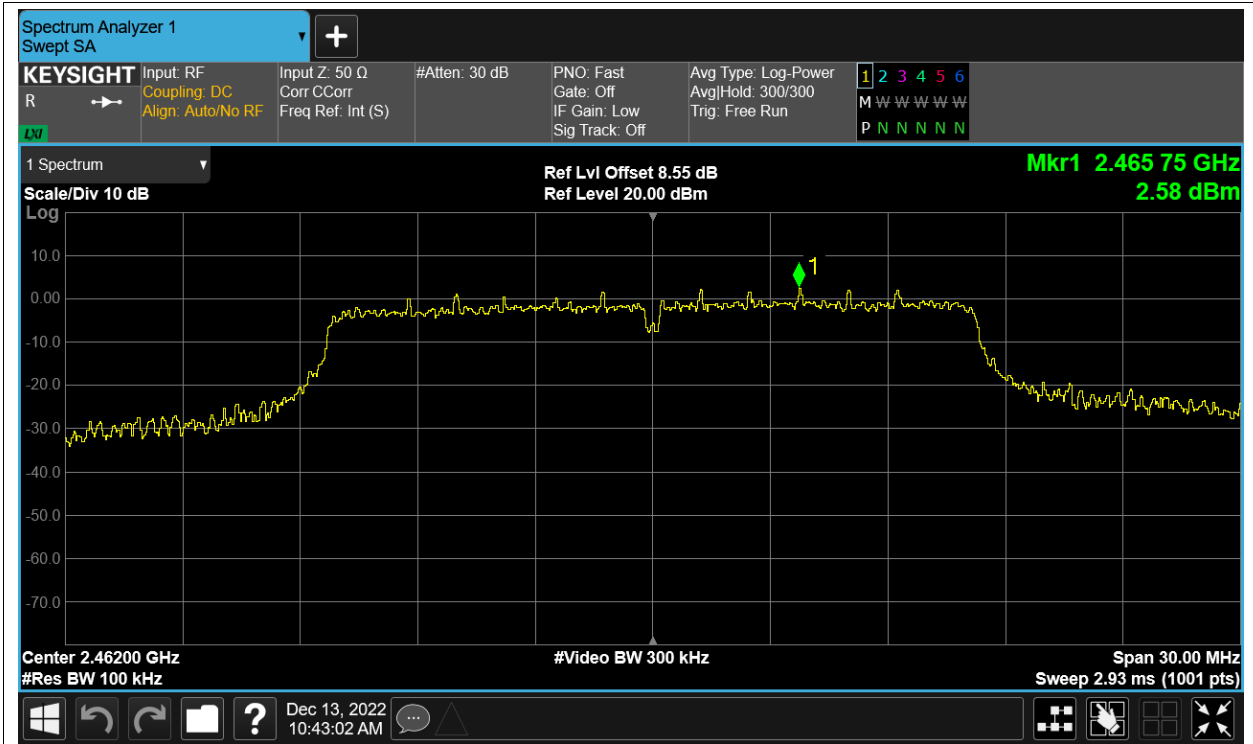 Spectrum Analyzer 1
Swept SA
KEYSIGHT
R
LXI
Input: RF
Coupling: DC
Align: Auto/No RF
Input Z: 50 Ω
Corr CCorr
Freq Ref: Int (S)
#Atten: 30 dB
PNO: Fast
Gate: Off
IF Gain: Low
Sig Track: Off
Avg Type: Log-Power
Avg|Hold: 300/300
Trig: Free Run
1 2 3 4 5 6
M W W W W W
P N N N N N
1 Spectrum
Scale/Div 10 dB
Ref Lvl Offset 8.55 dB
Ref Level 20.00 dBm
Mkr1 2.465 75 GHz
2.58 dBm
Log
10.0
0.00
-10.0
-20.0
-30.0
-40.0
-50.0
-60.0
-70.0
1
Center 2.46200 GHz
#Res BW 100 kHz
#Video BW 300 kHz
Span 30.00 MHz
Sweep 2.93 ms (1001 pts)
?
Dec 13, 2022
10:43:02 AM